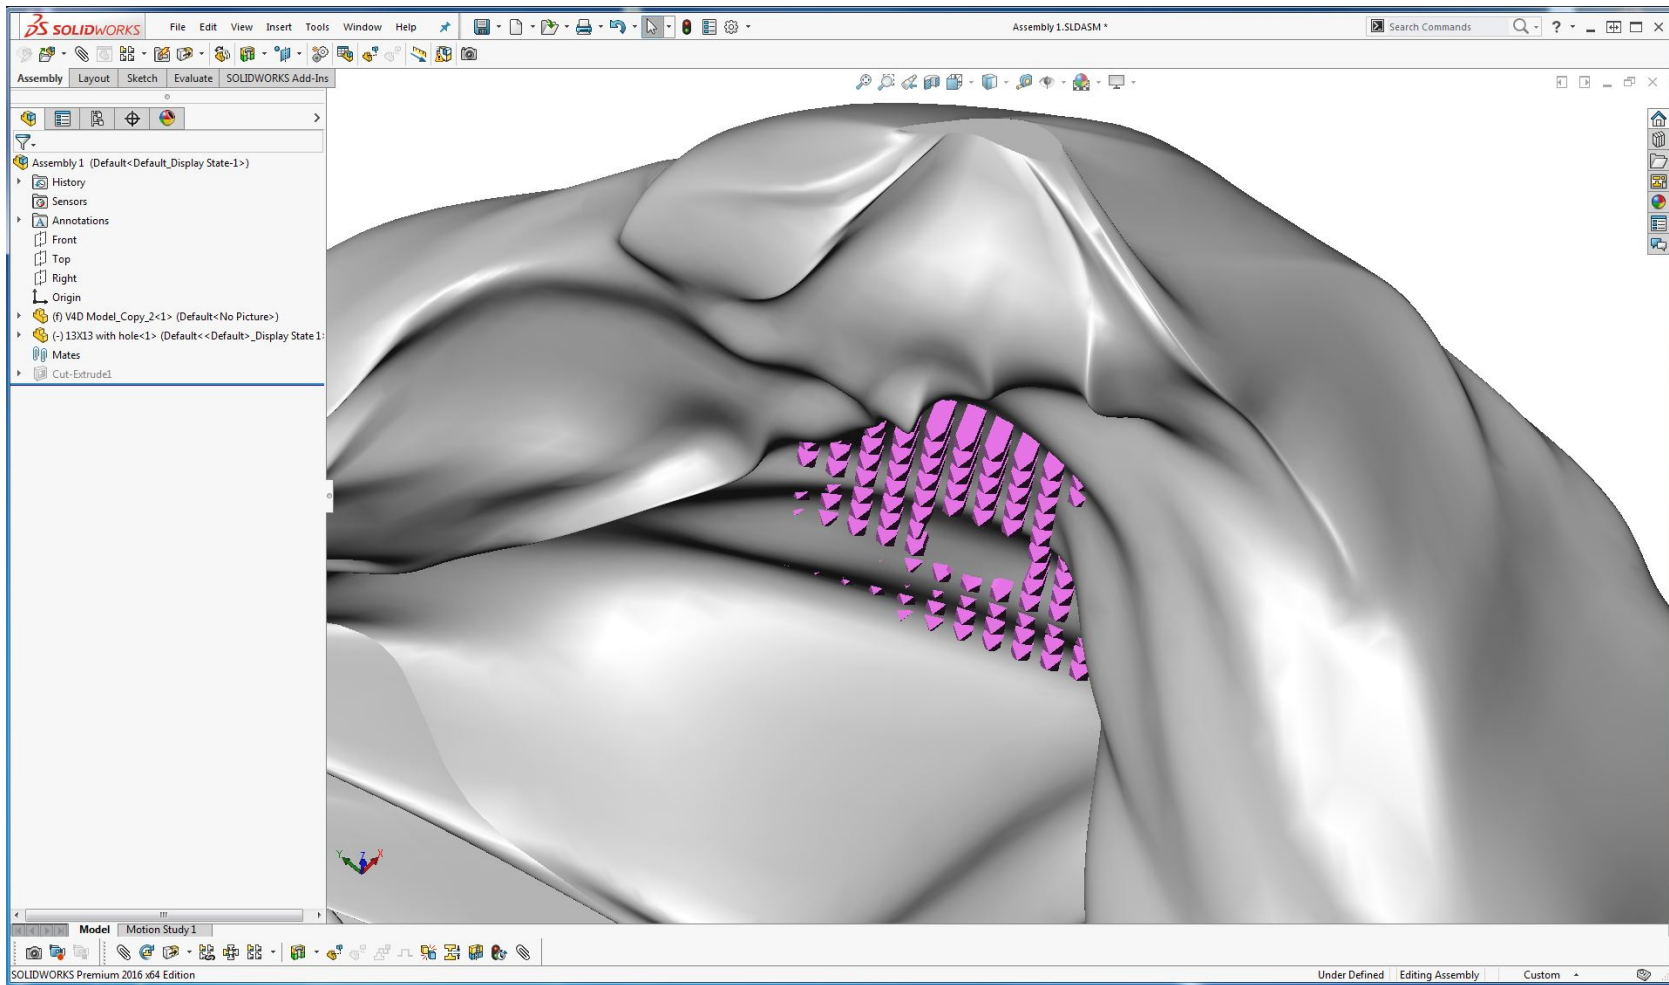 SOLIDWORKS File Edit View Insert Tools Window Help Assembly 1.SLDASM * Search Commands ?
Assembly Layout Sketch Evaluate SOLIDWORKS Add-Ins
Assembly 1 (Default<Default_Display State-1>)
History
Sensors
Annotations
Front
Top
Right
Origin
(f) V4D Model_Copy_2<1> (Default<No Picture>)
(-) 13X13 with hole<1> (Default<<Default>_Display State 1:
Mates
Cut-Extrude1
Y Z X
Model Motion Study 1
SOLIDWORKS Premium 2016 x64 Edition Under Defined Editing Assembly Custom